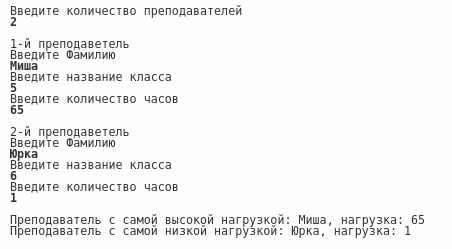 Введите количество преподавателей
2
1-й преподаветель
Введите Фамилию
Миша
Введите название класса
5
Введите количество часов
65
2-й преподаветель
Введите Фамилию
Юрка
Введите название класса
6
Введите количество часов
1
Преподаватель с самой высокой нагрузкой: Миша, нагрузка: 65
Преподаватель с самой низкой нагрузкой: Юрка, нагрузка: 1